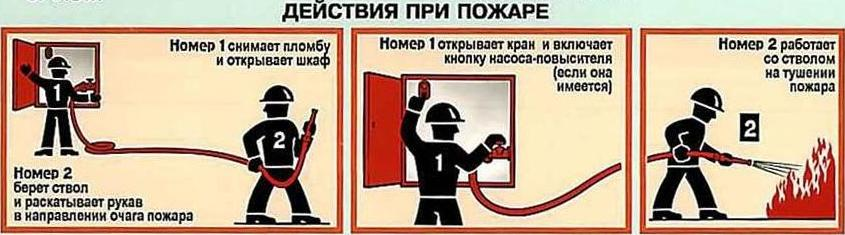 ДЕЙСТВИЯ ПРИ ПОЖАРЕ
Номер 1 снимает пломбу
и открывает шкаф
1
2
Номер 2
берет ствол
и раскатывает рукав
в направлении очага пожара
Номер 1 открывает кран и включает
кнопку насоса-повысителя
(если она
имеется)
1
Номер 2 работает
со стволом
на тушении
пожара
2